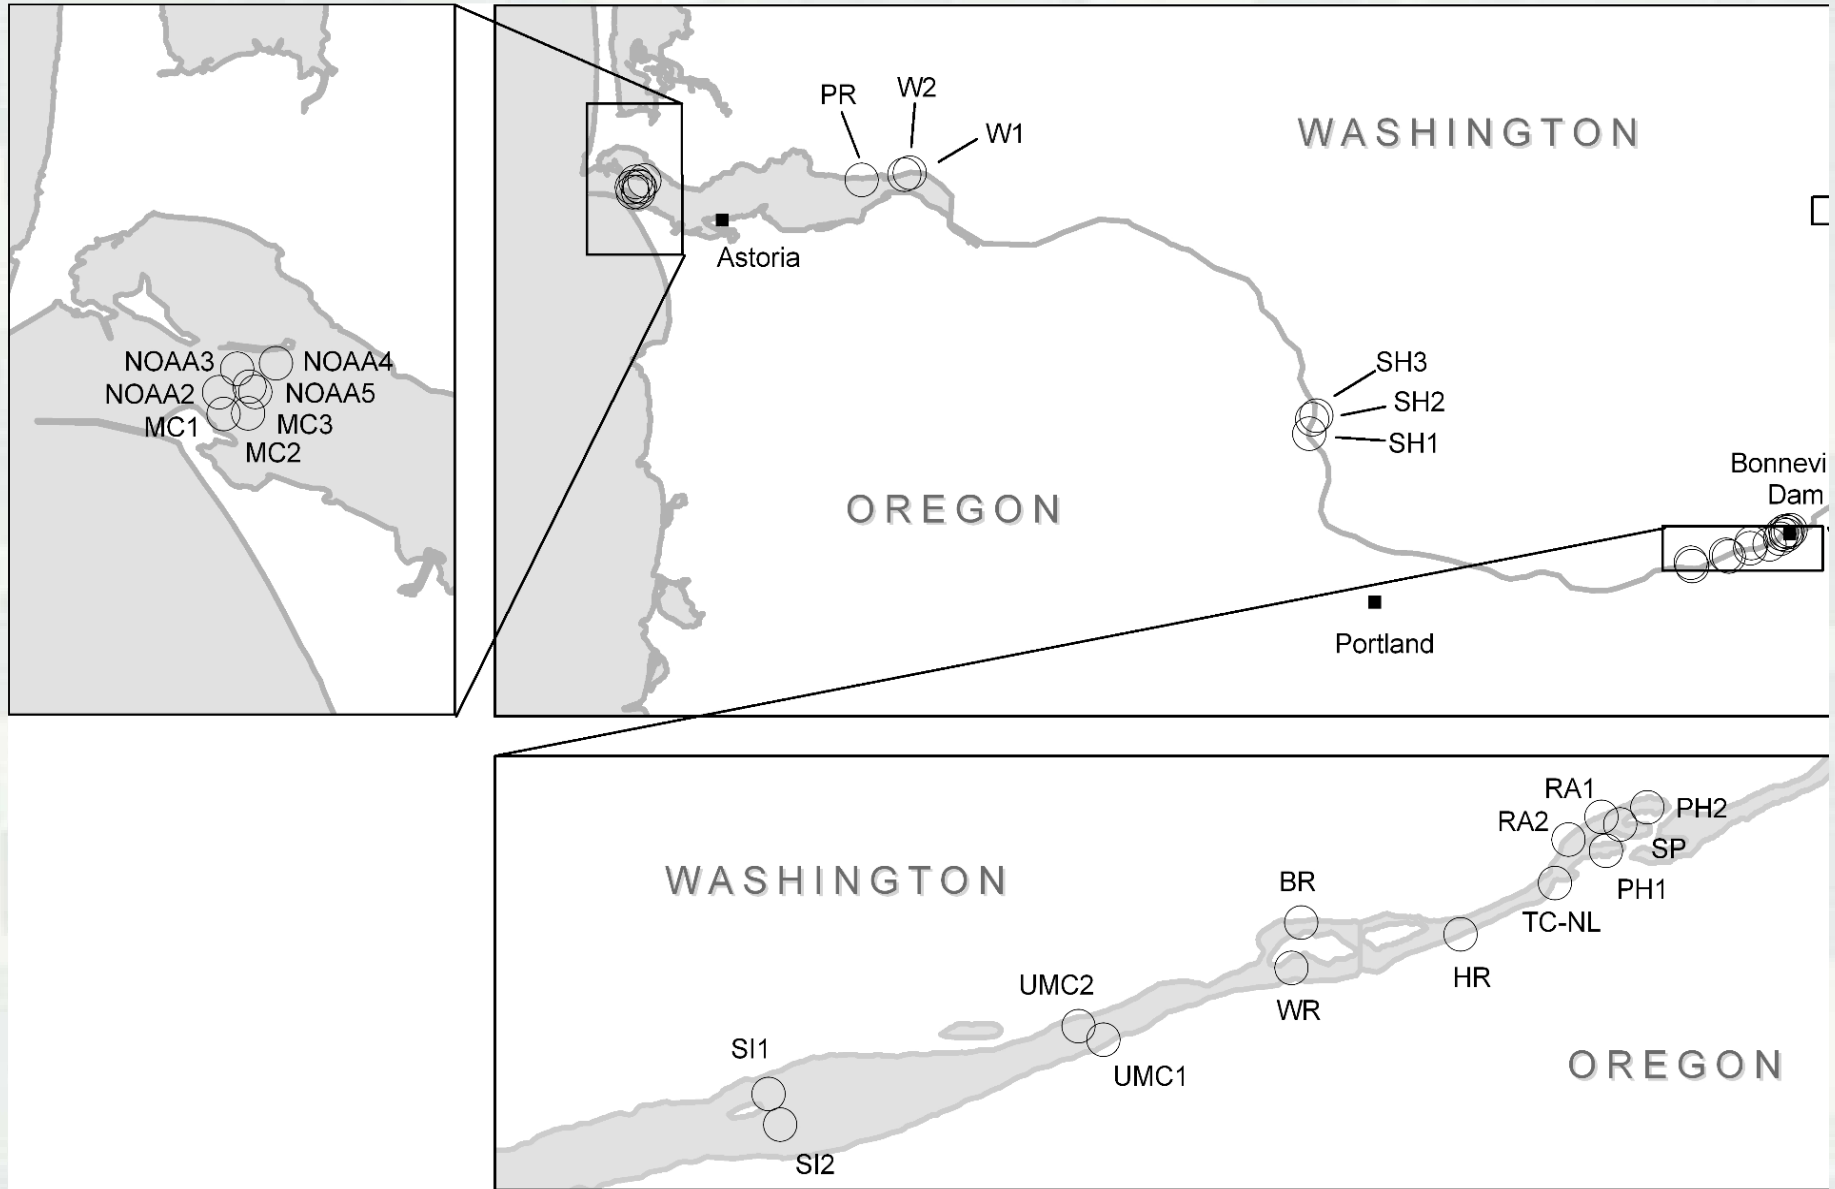 NOAA3
NOAA4
NOAA2
NOAA5
MC1
MC3
MC2
PR
W2
W1
WASHINGTON
Astoria
SH3
SH2
SH1
OREGON
Bonnevi
Dam
Portland
RA1
PH2
RA2
SP
WASHINGTON
BR
PH1
TC-NL
HR
UMC2
WR
SI1
UMC1
OREGON
SI2